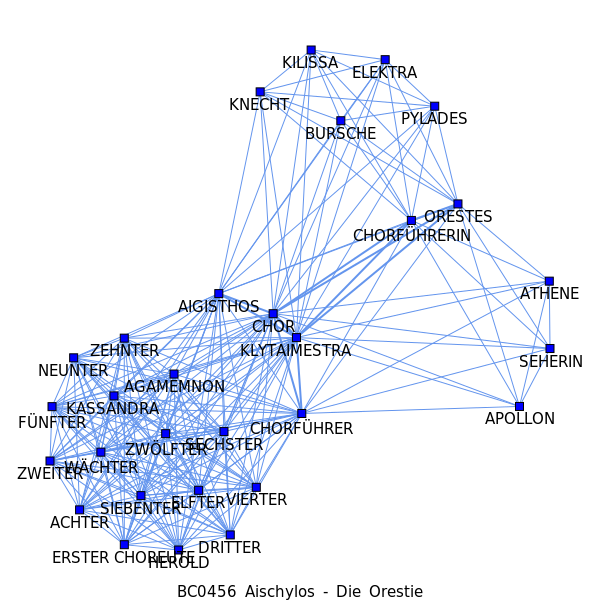 KILISSA
ELEKTRA
KNECHT
PYLADES
BURSCHE
ORESTES
CHORFÜHRERIN
ATHENE
AIGISTHOS
CHOR
ZEHNTER
KLYTAIMESTRA
SEHERIN
NEUNTER
AGAMEMNON
KASSANDRA
APOLLON
FÜNFTER
CHORFÜHRER
SECHSTER
ZWÖLFTER
WÄCHTER
ZWEITER
VIERTER
ELFTER
SIEBENTER
ACHTER
DRITTER
ERSTER CHOREUTE
HEROLD
BC0456 Aischylos - Die Orestie